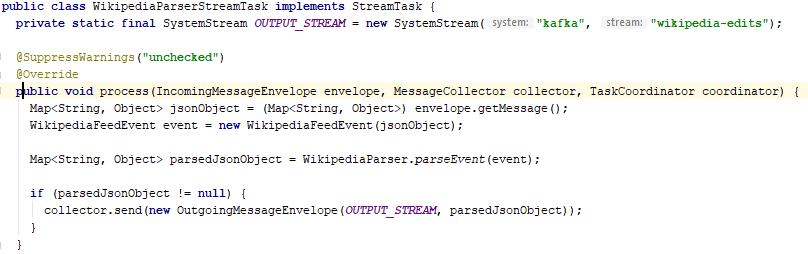 public class WikipediaParserStreamTask implements StreamTask {
private static final SystemStream OUTPUT_STREAM = new SystemStream( system: "kafka", stream: "wikipedia-edits");
@SuppressWarnings("unchecked")
@Override
public void process(IncomingMessageEnvelope envelope, MessageCollector collector, TaskCoordinator coordinator) {
Map<String, Object> jsonObject = (Map<String, Object>) envelope.getMessage();
WikipediaFeedEvent event = new WikipediaFeedEvent(jsonObject);
Map<String, Object> parsedJsonObject = WikipediaParser.parseEvent(event);
if (parsedJsonObject != null) {
collector.send(new OutgoingMessageEnvelope(OUTPUT_STREAM, parsedJsonObject));
}
}